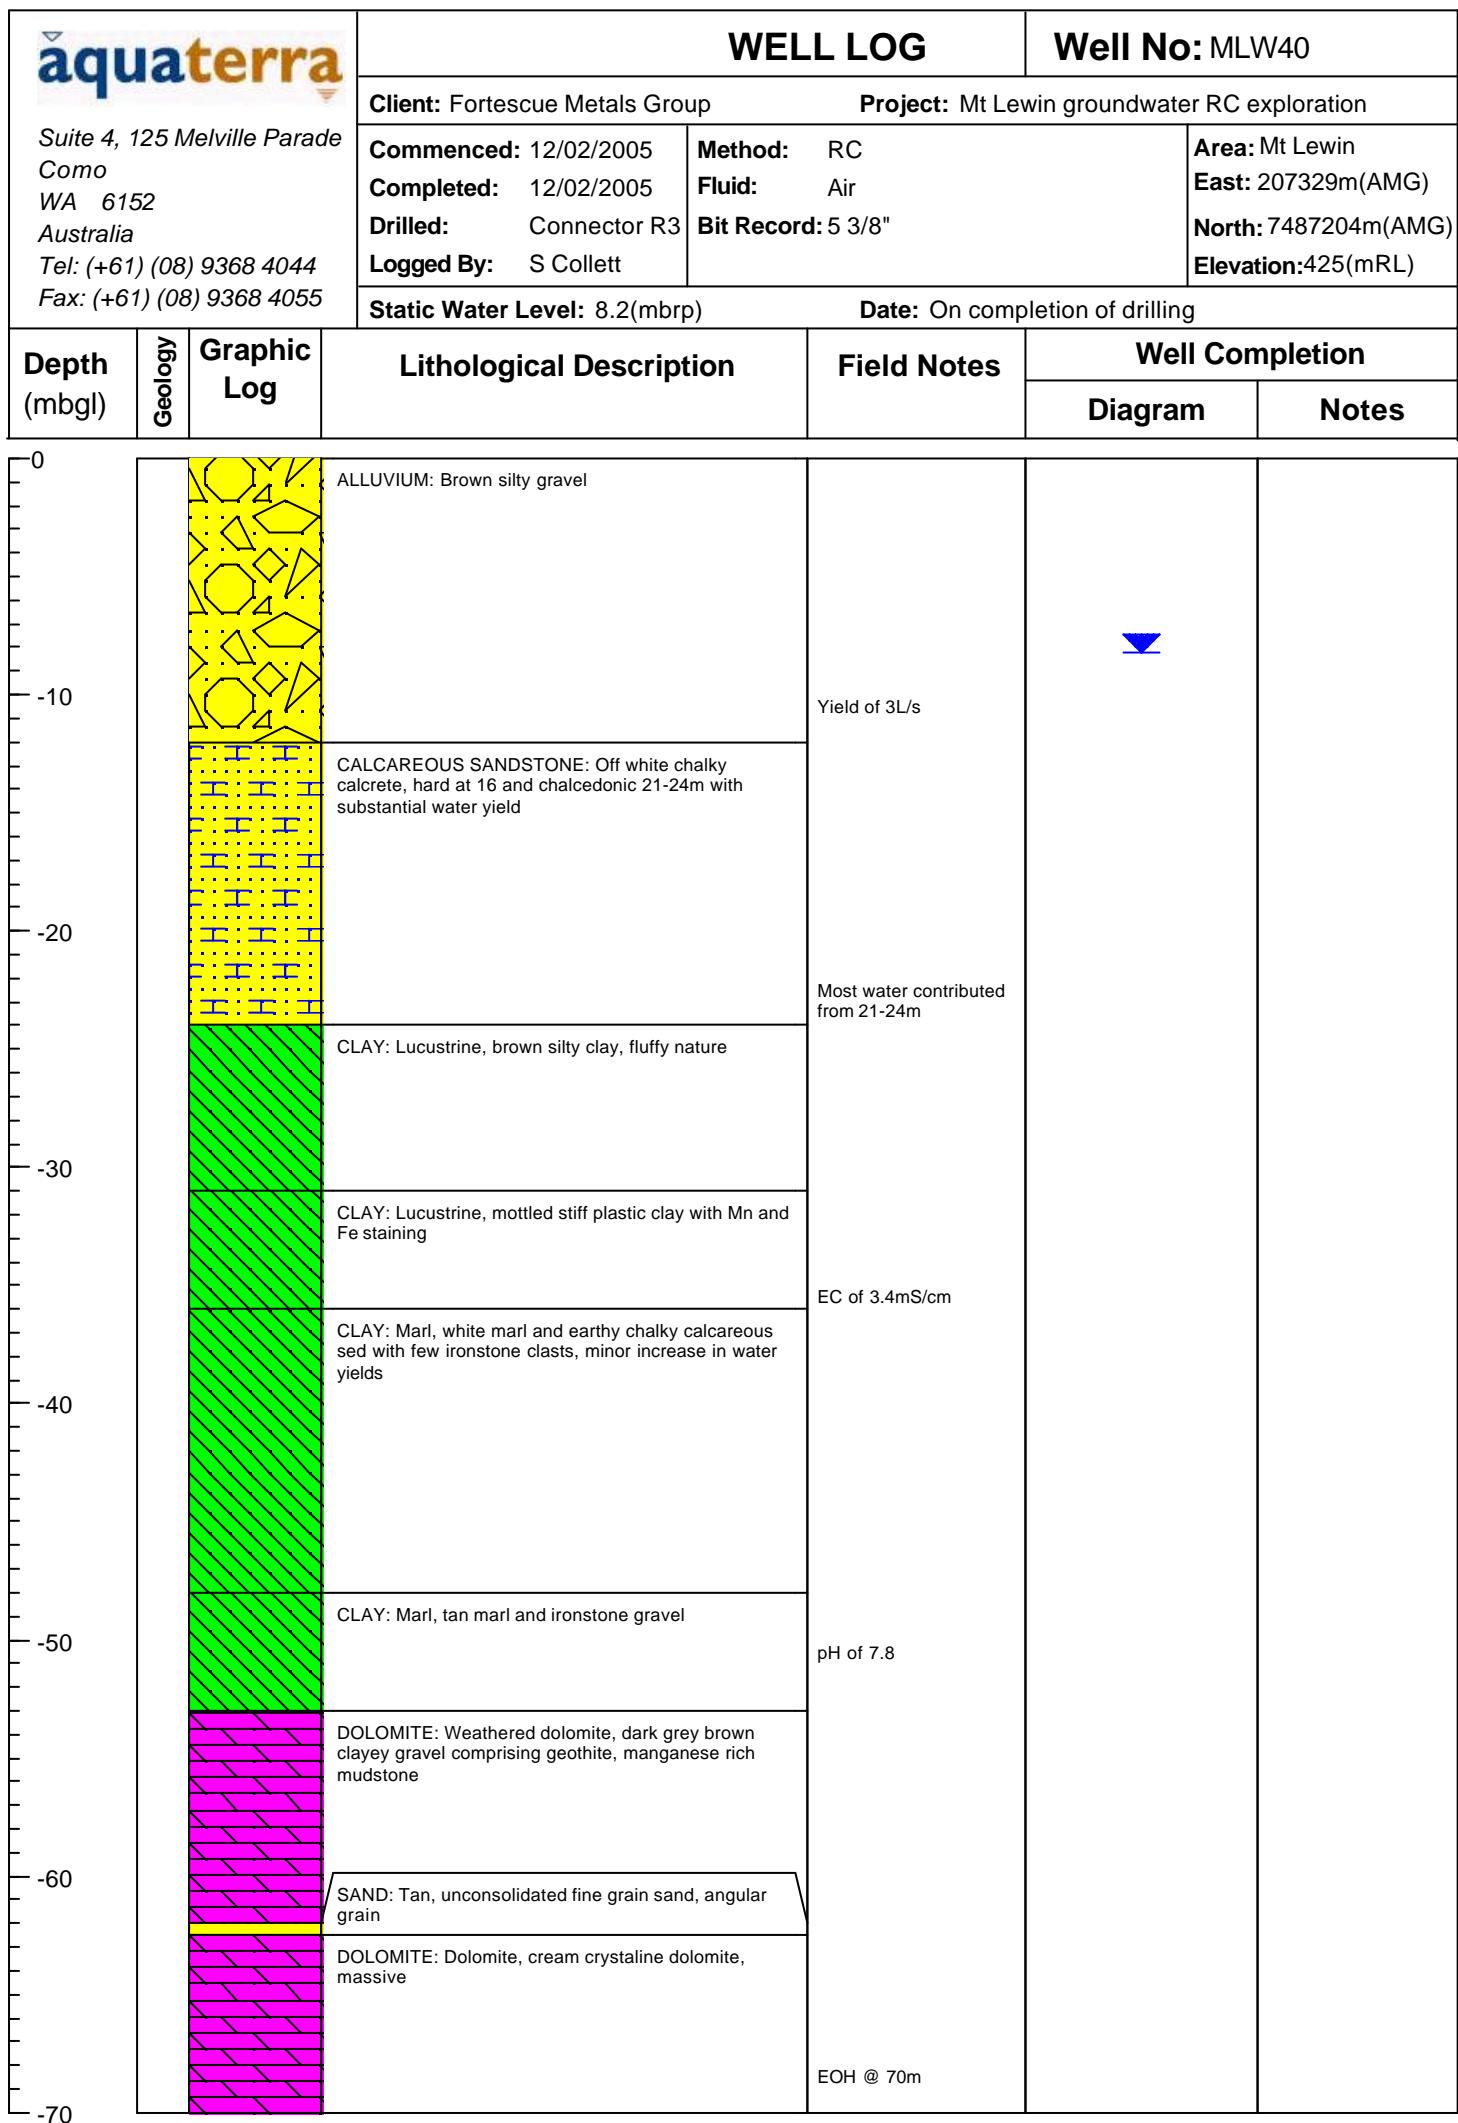 aquaterra
Suite 4, 125 Melville Parade
Como
WA 6152
Australia
Tel: (+61) (08) 9368 4044
Fax: (+61) (08) 9368 4055
WELL LOG
Well No: MLW40
Client: Fortescue Metals Group
Project: Mt Lewin groundwater RC exploration
Commenced: 12/02/2005
Completed: 12/02/2005
Drilled: Connector R3
Logged By: S Collett
Method: RC
Fluid: Air
Bit Record: 5 3/8"
Area: Mt Lewin
East: 207329m(AMG)
North: 7487204m(AMG)
Elevation: 425(mRL)
Static Water Level: 8.2(mbrp)
Date: On completion of drilling
Depth
(mbgl)
Geology
Graphic
Log
Lithological Description
Field Notes
Well Completion
Diagram
Notes
0
ALLUVIUM: Brown silty gravel
-10
Yield of 3L/s
CALCAREOUS SANDSTONE: Off white chalky
calcrete, hard at 16 and chalcedonic 21-24m with
substantial water yield
-20
Most water contributed
from 21-24m
CLAY: Lucustrine, brown silty clay, fluffy nature
-30
CLAY: Lucustrine, mottled stiff plastic clay with Mn and
Fe staining
EC of 3.4mS/cm
CLAY: Marl, white marl and earthy chalky calcareous
sed with few ironstone clasts, minor increase in water
yields
-40
CLAY: Marl, tan marl and ironstone gravel
-50
pH of 7.8
DOLOMITE: Weathered dolomite, dark grey brown
clayey gravel comprising geothite, manganese rich
mudstone
-60
SAND: Tan, unconsolidated fine grain sand, angular
grain
DOLOMITE: Dolomite, cream crystaline dolomite,
massive
EOH @ 70m
-70